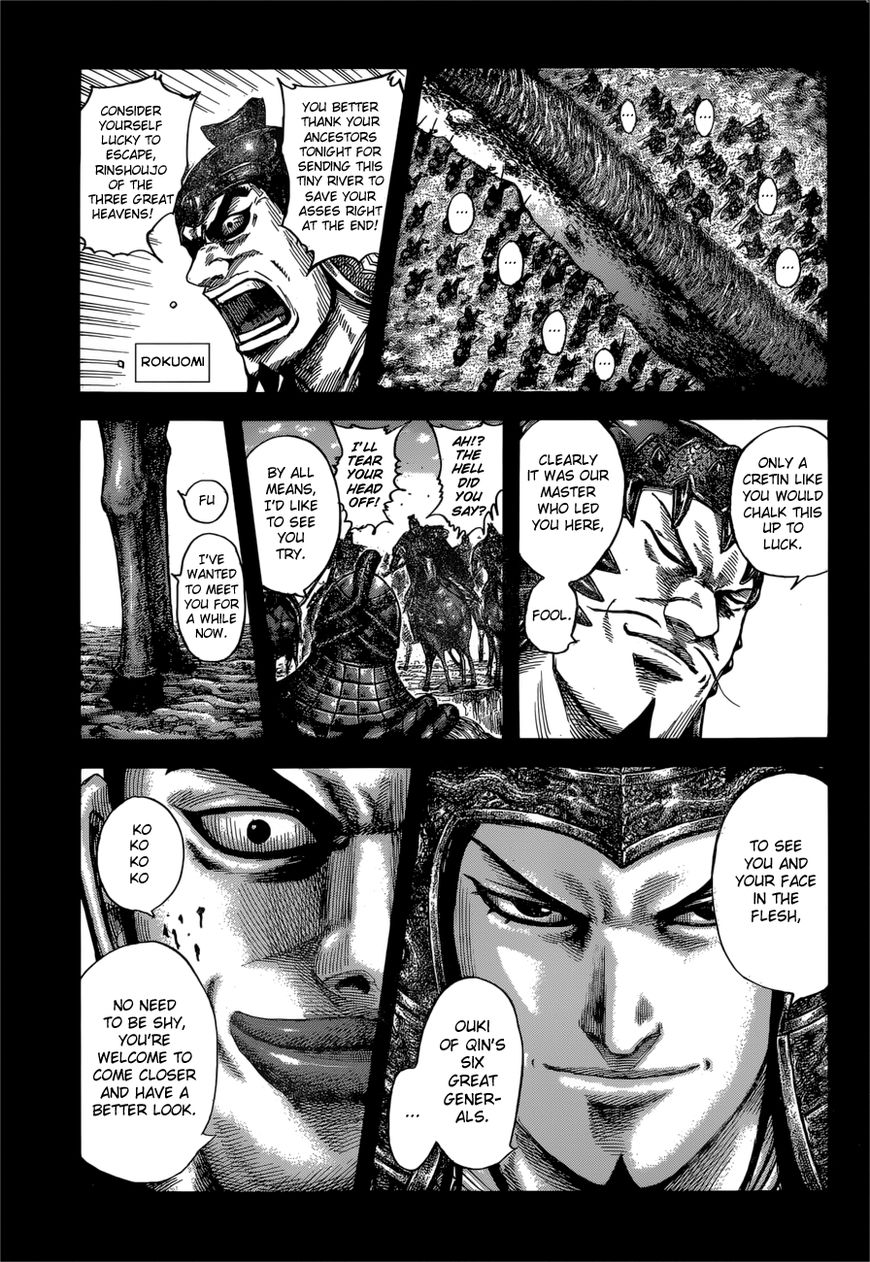 ...
...
...
...
...
...
...
YOU BETTER
THANK YOUR
ANCESTORS
TONIGHT FOR
SENDING THIS
TINY RIVER TO
SAVE YOUR
ASSES RIGHT
AT THE END!
CONSIDER
YOURSELF
LUCKY TO
ESCAPE,
RINSHOUJO
OF THE
THREE GREAT
HEAVENS!
ROKUOMI
ONLY A
CRETIN LIKE
YOU WOULD
CHALK THIS
UP TO
LUCK.
CLEARLY
IT WAS OUR
MASTER
WHO LED
YOU HERE,
FOOL.
AH!?
THE
HELL
DID
YOU
SAY?
I'LL
TEAR
YOUR
HEAD
OFF!
BY ALL
MEANS,
I'D LIKE
TO SEE
YOU
TRY.
FU
I'VE
WANTED
TO MEET
YOU FOR
A WHILE
NOW.
TO SEE
YOU AND
YOUR FACE
IN THE
FLESH,
OUKI
OF QIN'S
SIX
GREAT
GENER-
ALS.
...
KO
KO
KO
KO
NO NEED
TO BE SHY,
YOU'RE
WELCOME TO
COME CLOSER
AND HAVE A
BETTER LOOK.